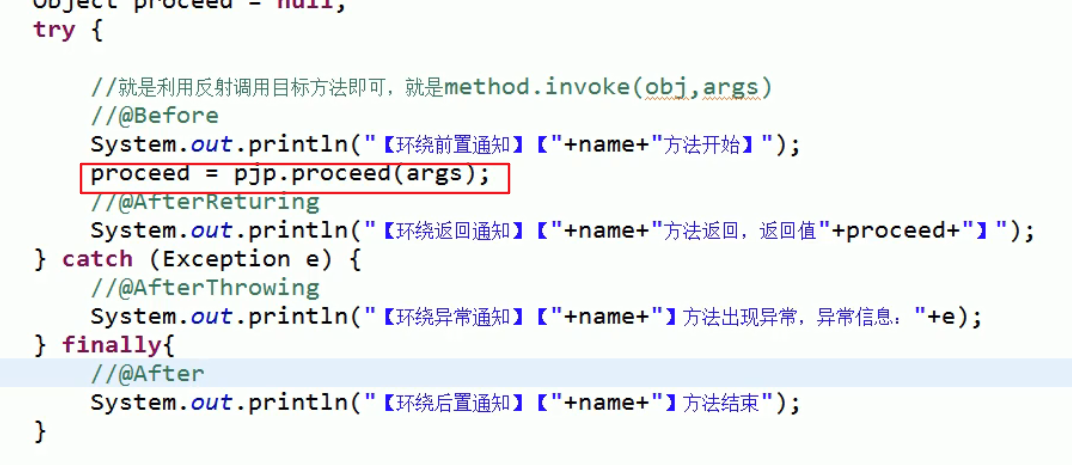 Object proceed = null;
try {
//就是利用反射调用目标方法即可，就是method.invoke(obj,args)
//@Before
System.out.println("【环绕前置通知】【"+name+"方法开始】");
proceed = pjp.proceed(args);
//@AfterReturing
System.out.println("【环绕返回通知】【"+name+"方法返回，返回值"+proceed+"】");
} catch (Exception e) {
//@AfterThrowing
System.out.println("【环绕异常通知】【"+name+"】方法出现异常，异常信息："+e);
} finally{
//@After
System.out.println("【环绕后置通知】【"+name+"】方法结束");
}